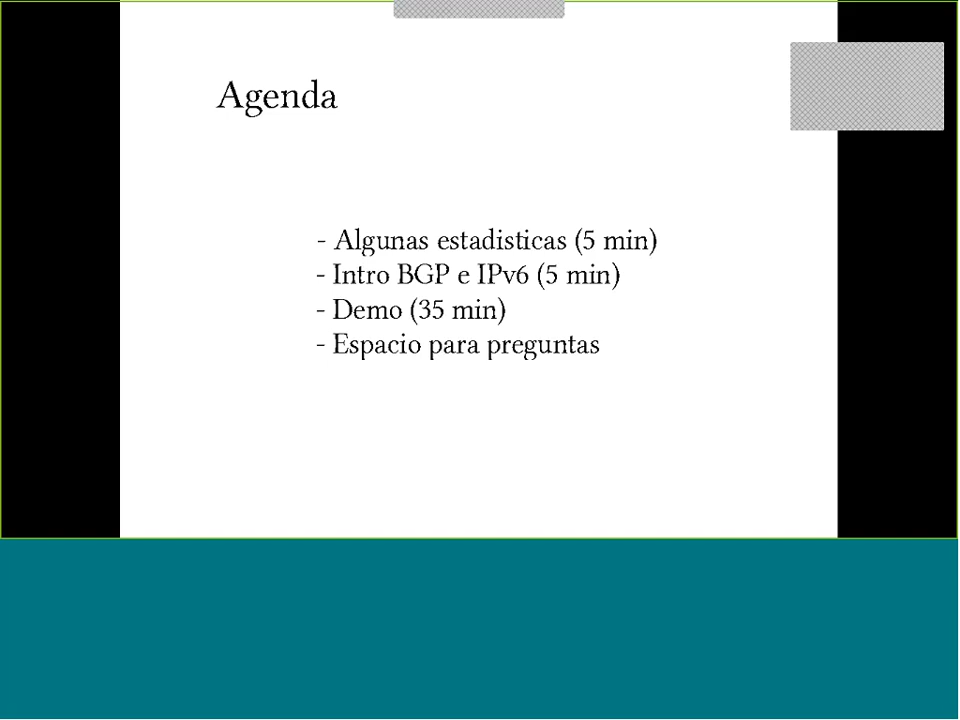 Agenda
- Algunas estadisticas (5 min)
- Intro BGP e IPv6 (5 min)
- Demo (35 min)
- Espacio para preguntas